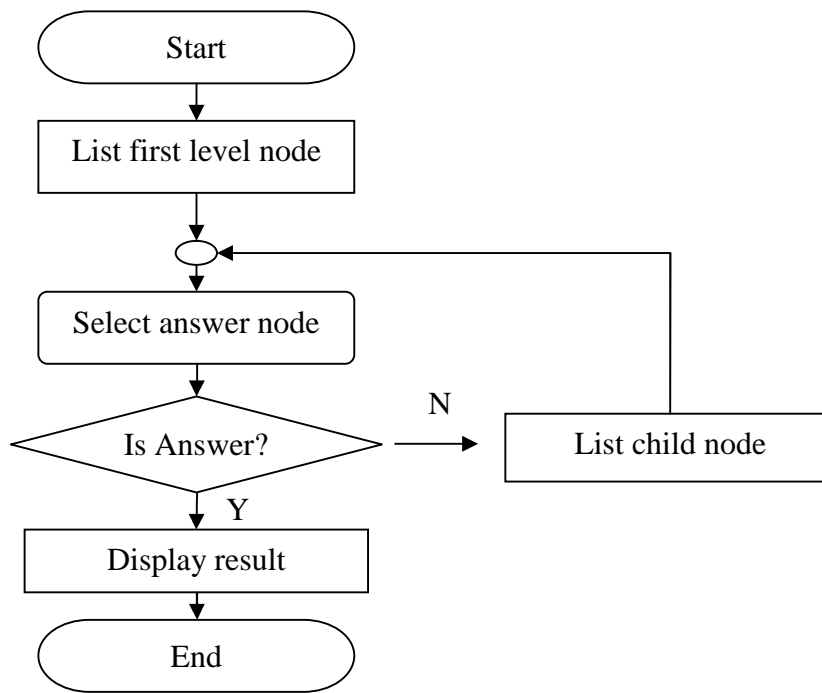 Start
List first level node
Select answer node
Is Answer?
N
List child node
Y
Display result
End